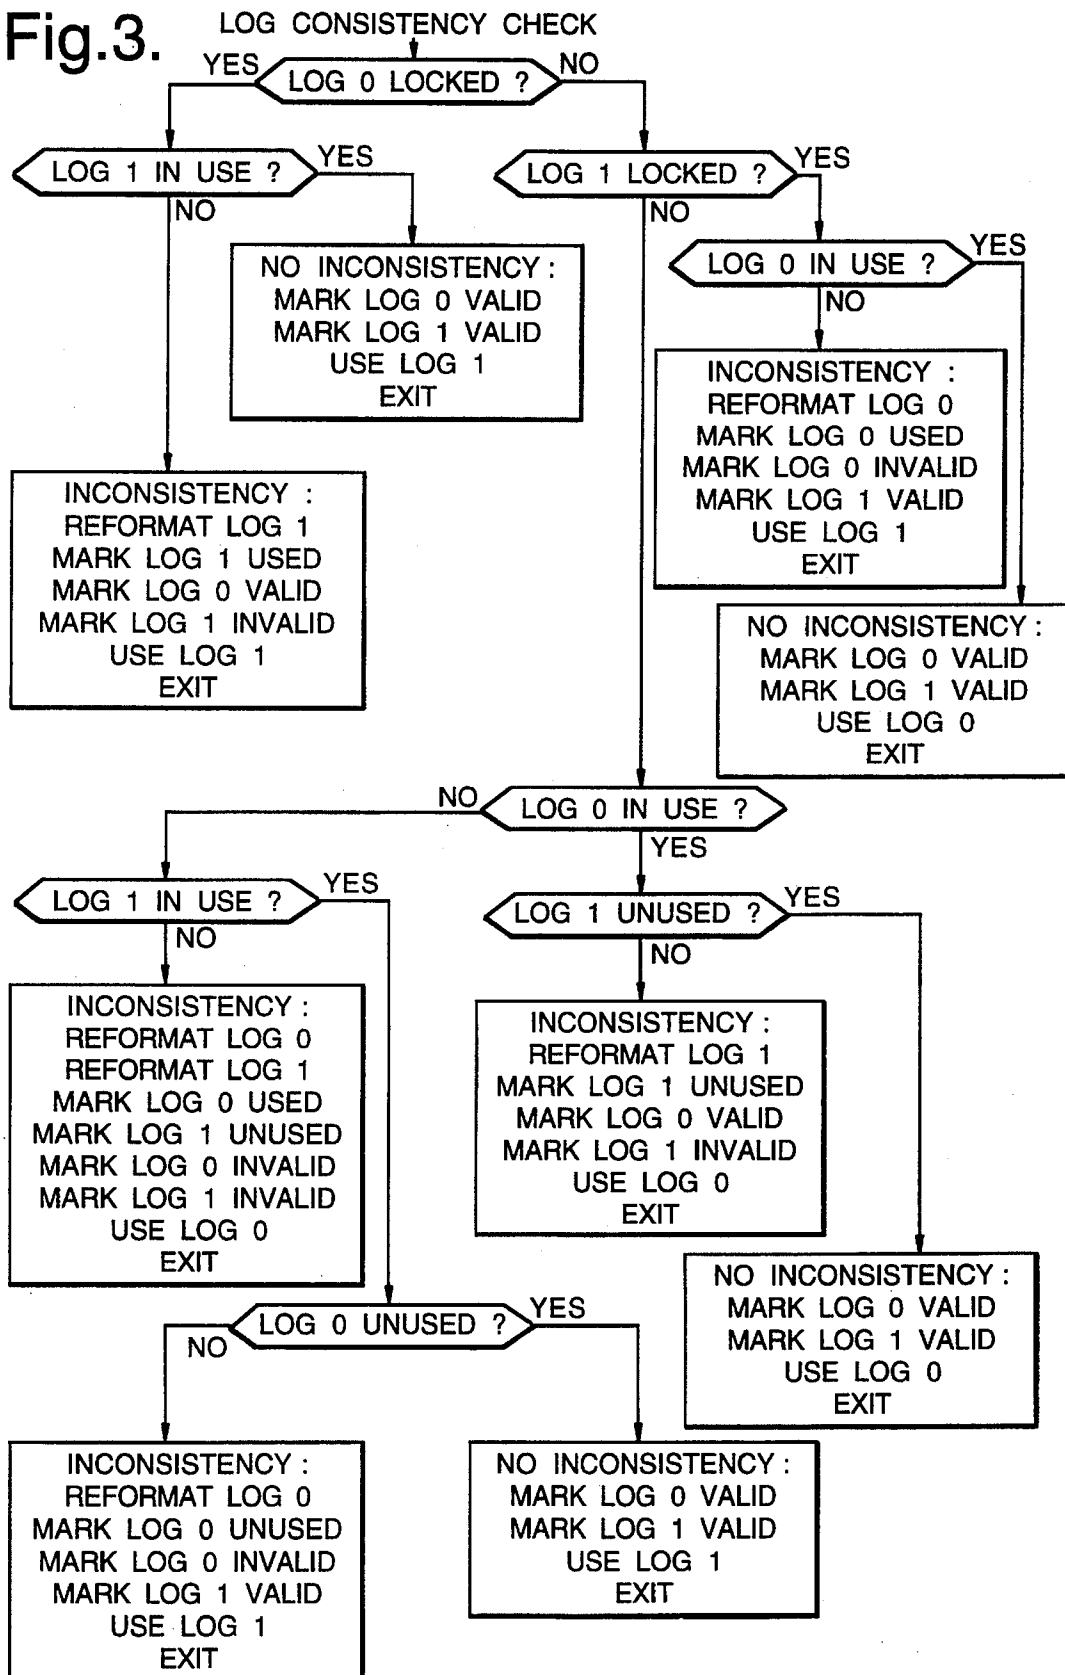 Fig.3.
LOG CONSISTENCY CHECK
YES
LOG 0 LOCKED ?
NO
LOG 1 IN USE ?
YES
NO
LOG 1 LOCKED ?
YES
NO
NO INCONSISTENCY :
MARK LOG 0 VALID
MARK LOG 1 VALID
USE LOG 1
EXIT
LOG 0 IN USE ?
YES
NO
INCONSISTENCY :
REFORMAT LOG 0
MARK LOG 0 USED
MARK LOG 0 INVALID
MARK LOG 1 VALID
USE LOG 1
EXIT
INCONSISTENCY :
REFORMAT LOG 1
MARK LOG 1 USED
MARK LOG 0 VALID
MARK LOG 1 INVALID
USE LOG 1
EXIT
NO INCONSISTENCY :
MARK LOG 0 VALID
MARK LOG 1 VALID
USE LOG 0
EXIT
NO
LOG 0 IN USE ?
YES
LOG 1 IN USE ?
YES
NO
LOG 1 UNUSED ?
YES
NO
INCONSISTENCY :
REFORMAT LOG 0
REFORMAT LOG 1
MARK LOG 0 USED
MARK LOG 1 UNUSED
MARK LOG 0 INVALID
MARK LOG 1 INVALID
USE LOG 0
EXIT
INCONSISTENCY :
REFORMAT LOG 1
MARK LOG 1 UNUSED
MARK LOG 0 VALID
MARK LOG 1 INVALID
USE LOG 0
EXIT
NO INCONSISTENCY :
MARK LOG 0 VALID
MARK LOG 1 VALID
USE LOG 0
EXIT
LOG 0 UNUSED ?
YES
NO
INCONSISTENCY :
REFORMAT LOG 0
MARK LOG 0 UNUSED
MARK LOG 0 INVALID
MARK LOG 1 VALID
USE LOG 1
EXIT
NO INCONSISTENCY :
MARK LOG 0 VALID
MARK LOG 1 VALID
USE LOG 1
EXIT